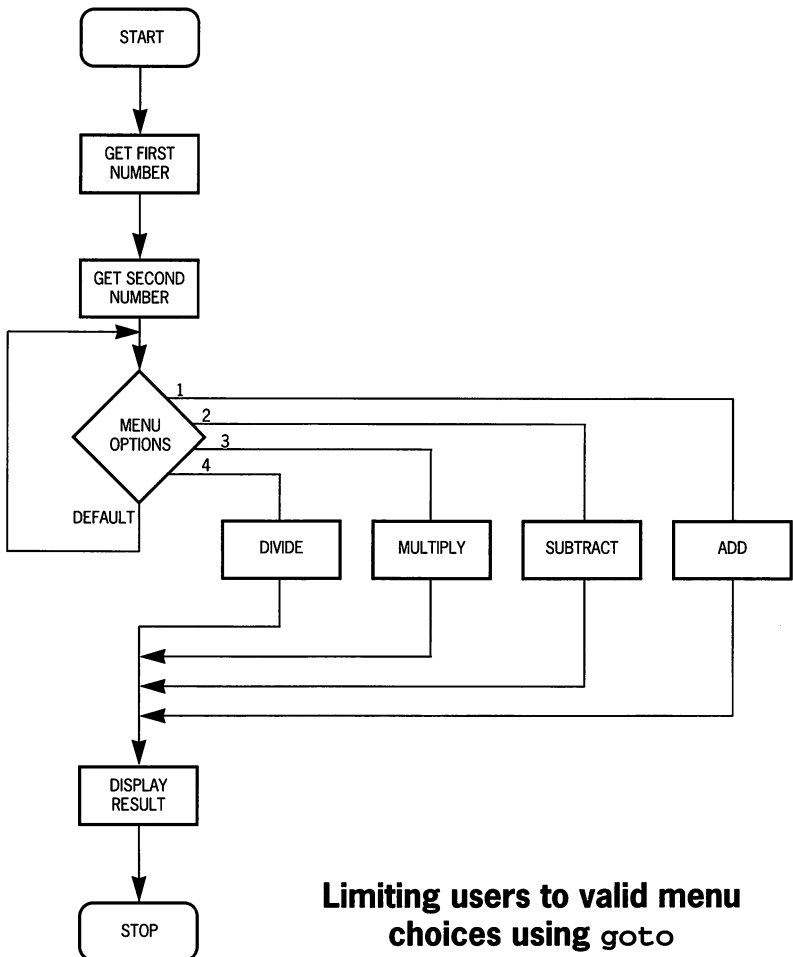 START
GET FIRST
NUMBER
GET SECOND
NUMBER
MENU
OPTIONS
1
2
3
4
DEFAULT
DIVIDE
MULTIPLY
SUBTRACT
ADD
DISPLAY
RESULT
STOP
Limiting users to valid menu
choices using goto